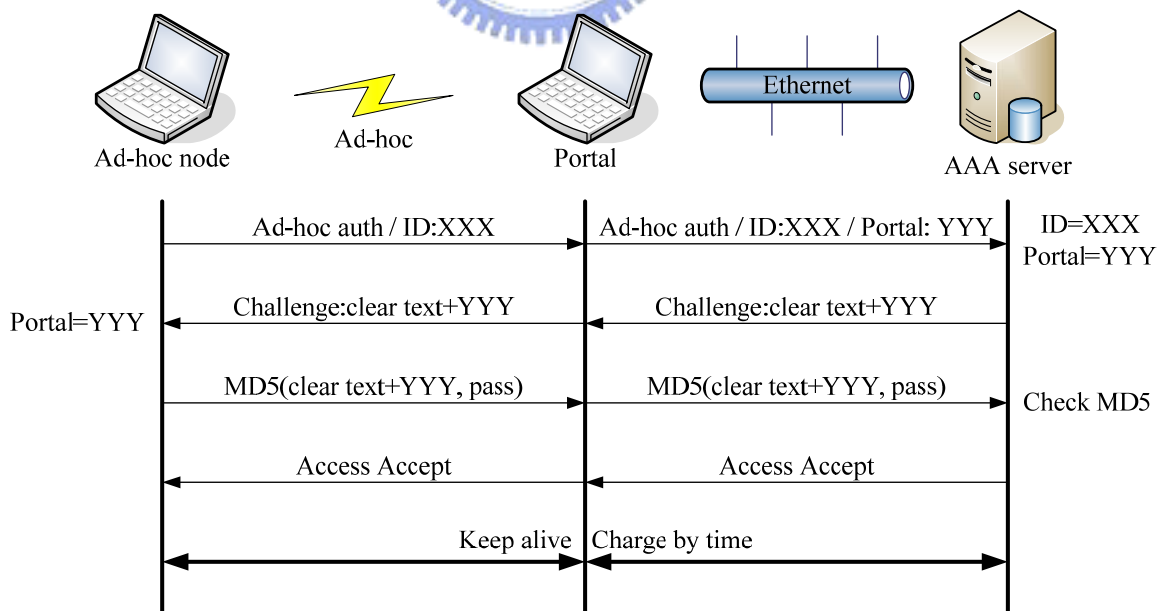 Ethernet
Ad-hoc
Ad-hoc node
Portal
AAA server
Ad-hoc auth / ID:XXX
Ad-hoc auth / ID:XXX / Portal: YYY
ID=XXX
Portal=YYY
Challenge:clear text+YYY
Challenge:clear text+YYY
Portal=YYY
MD5(clear text+YYY, pass)
MD5(clear text+YYY, pass)
Check MD5
Access Accept
Access Accept
Keep alive
Charge by time